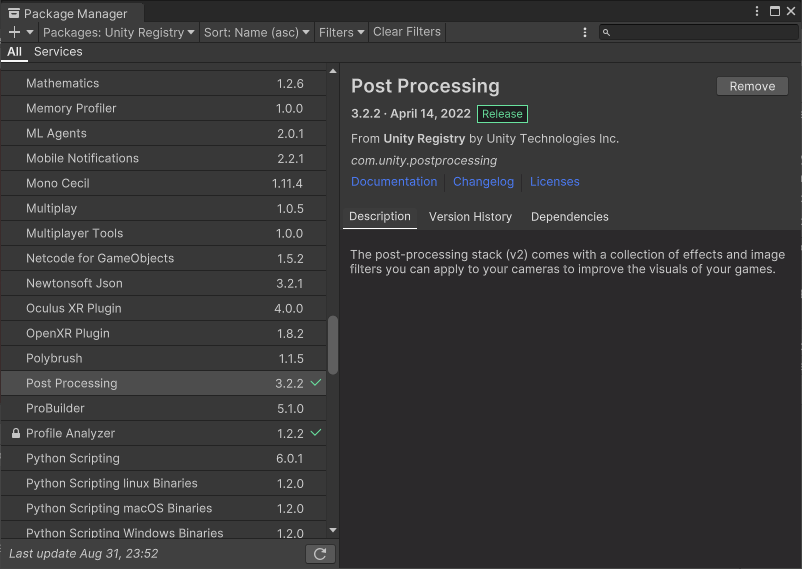 Package Manager
Packages: Unity Registry Sort: Name (asc) Filters Clear Filters
All Services
Mathematics 1.2.6
Memory Profiler 1.0.0
ML Agents 2.0.1
Mobile Notifications 2.2.1
Mono Cecil 1.11.4
Multiplay 1.0.5
Multiplayer Tools 1.0.0
Netcode for GameObjects 1.5.2
Newtonsoft Json 3.2.1
Oculus XR Plugin 4.0.0
OpenXR Plugin 1.8.2
Polybrush 1.1.5
Post Processing 3.2.2
ProBuilder 5.1.0
Profile Analyzer 1.2.2
Python Scripting 6.0.1
Python Scripting linux Binaries 1.2.0
Python Scripting macOS Binaries 1.2.0
Python Scripting Windows Binaries 1.2.0
Last update Aug 31, 23:52
Post Processing
Remove
3.2.2 · April 14, 2022 Release
From Unity Registry by Unity Technologies Inc.
com.unity.postprocessing
Documentation Changelog Licenses
Description Version History Dependencies
The post-processing stack (v2) comes with a collection of effects and image
filters you can apply to your cameras to improve the visuals of your games.